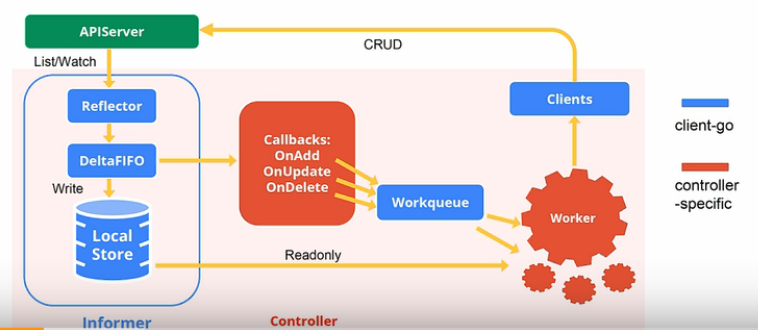 APIServer
CRUD
List/Watch
Reflector
Clients
client-go
Callbacks:
OnAdd
OnUpdate
OnDelete
DeltaFIFO
controller
-specific
Write
Workqueue
Worker
Local
Store
Readonly
Informer
Controller